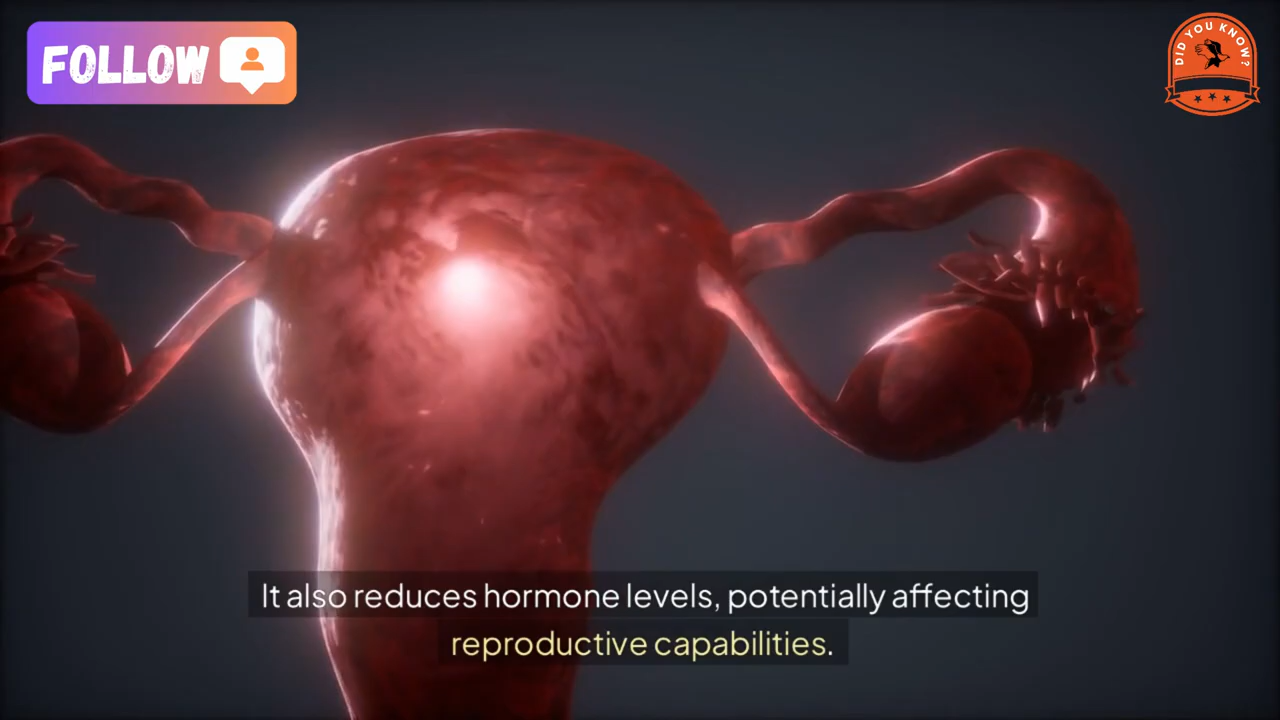 FOLLOW
DID YOU KNOW?
It also reduces hormone levels, potentially affecting
reproductive capabilities.